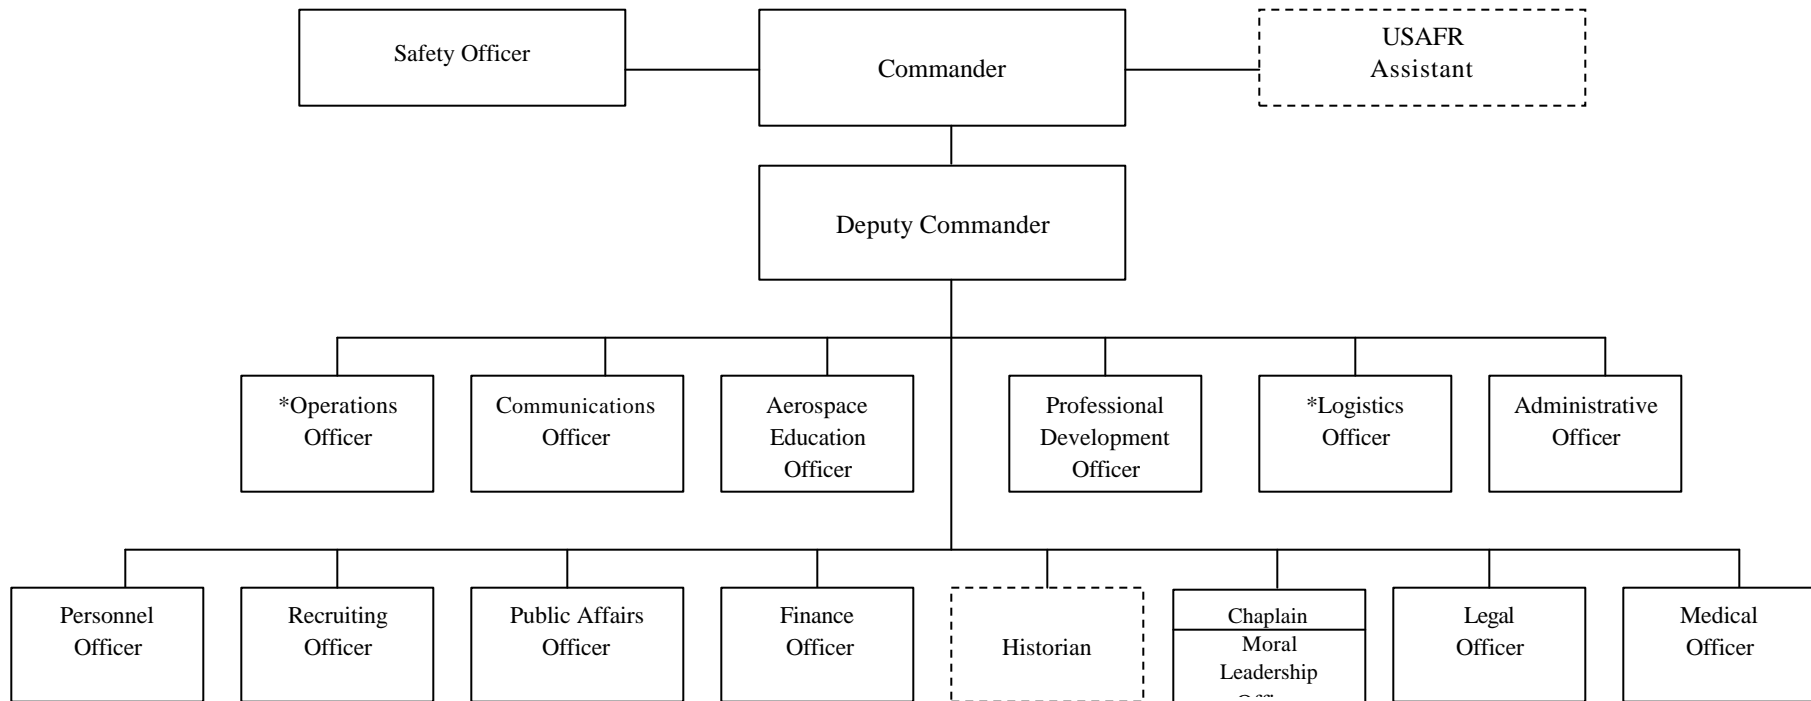 Safety Officer
Commander
USAFR
Assistant
Deputy Commander
*Operations
Officer
Communications
Officer
Aerospace
Education
Officer
Professional
Development
Officer
*Logistics
Officer
Administrative
Officer
Personnel
Officer
Recruiting
Officer
Public Affairs
Officer
Finance
Officer
Historian
Chaplain
Moral
Leadership
Legal
Officer
Medical
Officer